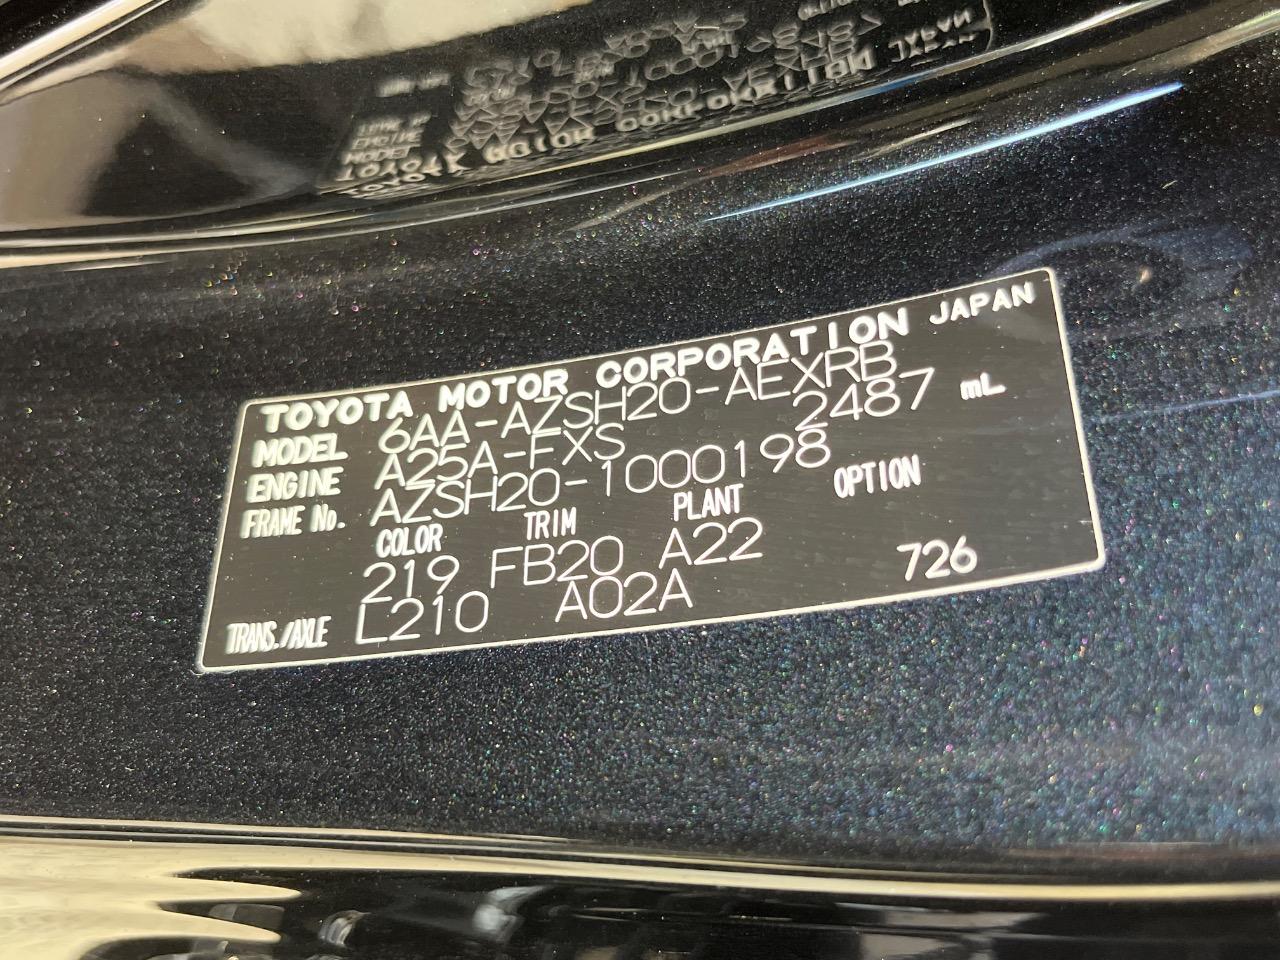 TOYOTA MOTOR CORPORATION JAPAN
MODEL 6AA-AZSH20-AEXRB
ENGINE A25A-FXS 2487 mL
FRAME No. AZSH20-1000198
COLOR TRIM PLANT OPTION
219 FB20 A22
TRANS./AXLE L210 A02A 726